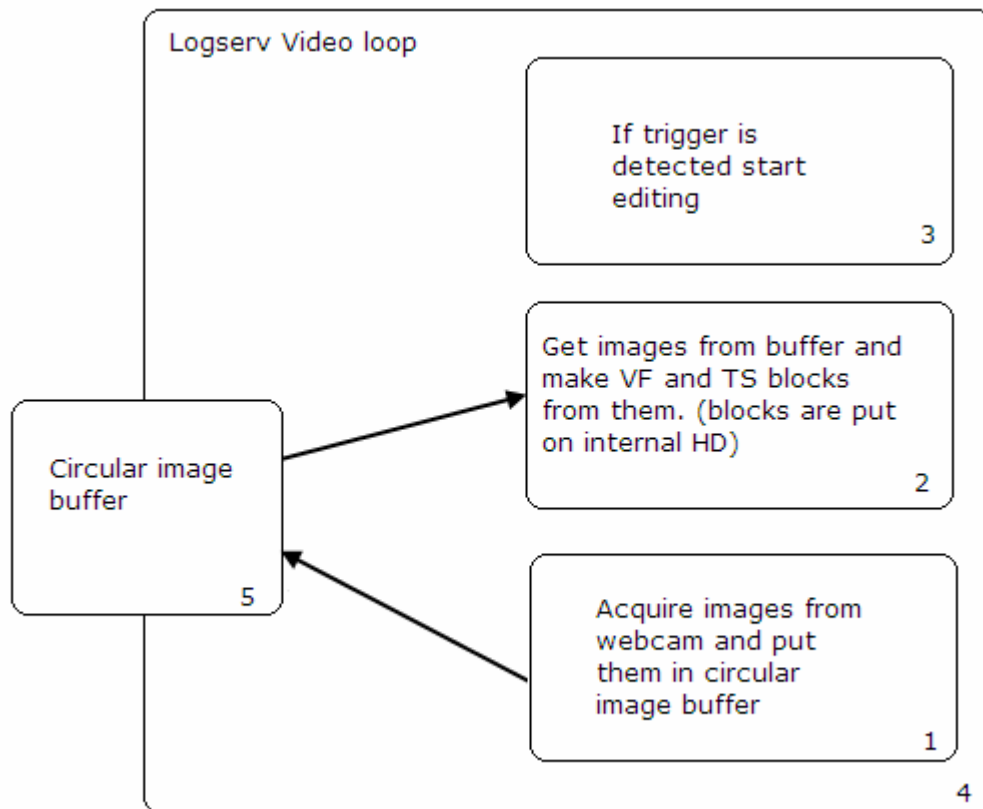 Logserv Video loop
If trigger is
detected start
editing
3
Get images from buffer and
make VF and TS blocks
from them. (blocks are put
on internal HD)
2
Circular image
buffer
5
Acquire images from
webcam and put
them in circular
image buffer
1
4